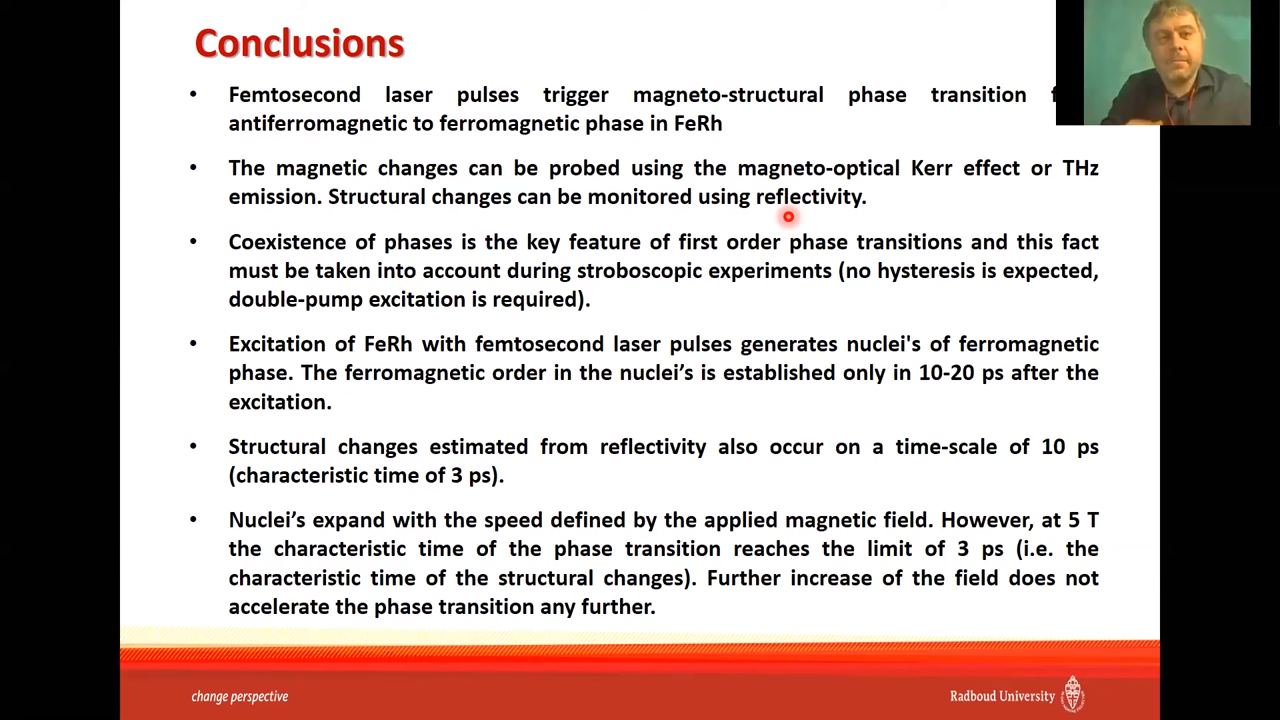 Conclusions
• Femtosecond laser pulses trigger magneto-structural phase transition
antiferromagnetic to ferromagnetic phase in FeRh
• The magnetic changes can be probed using the magneto-optical Kerr effect or THz
emission. Structural changes can be monitored using reflectivity.
• Coexistence of phases is the key feature of first order phase transitions and this fact
must be taken into account during stroboscopic experiments (no hysteresis is expected,
double-pump excitation is required).
• Excitation of FeRh with femtosecond laser pulses generates nuclei's of ferromagnetic
phase. The ferromagnetic order in the nuclei’s is established only in 10-20 ps after the
excitation.
• Structural changes estimated from reflectivity also occur on a time-scale of 10 ps
(characteristic time of 3 ps).
• Nuclei’s expand with the speed defined by the applied magnetic field. However, at 5 T
the characteristic time of the phase transition reaches the limit of 3 ps (i.e. the
characteristic time of the structural changes). Further increase of the field does not
accelerate the phase transition any further.
change perspective
Radboud University